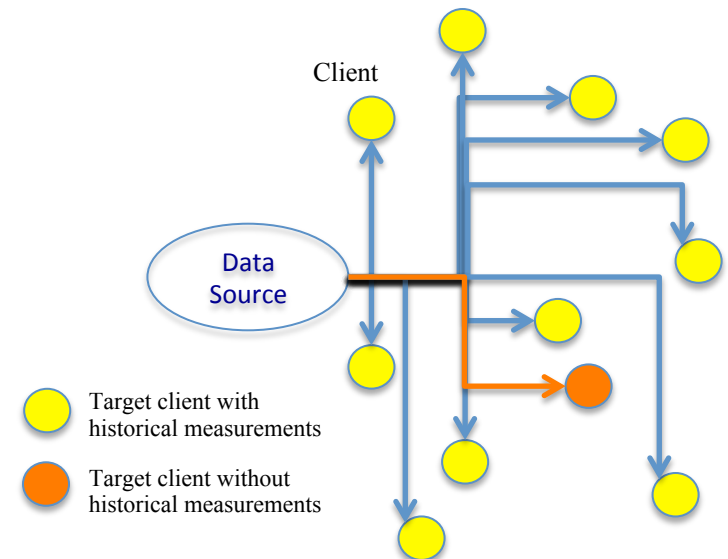 Client
Data
Source
Target client with
historical measurements
Target client without
historical measurements